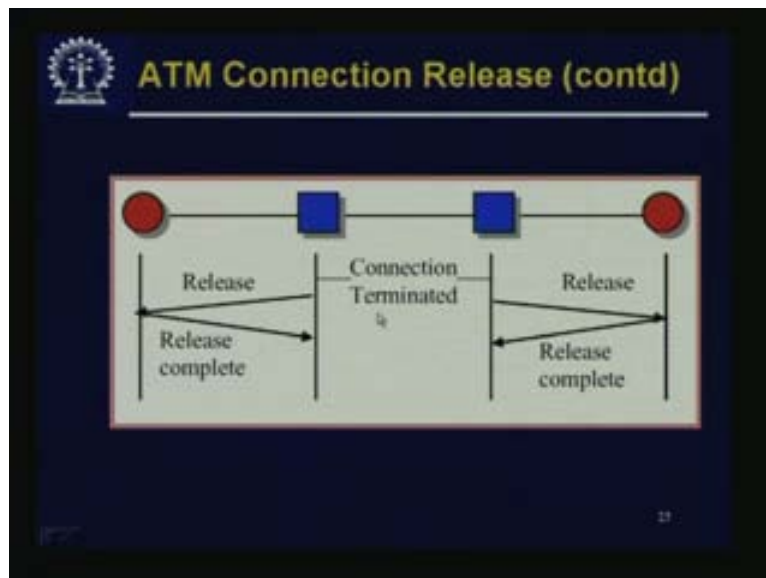 ATM Connection Release (contd)
Connection
Release
Terminated
Release
Release
complete
Release
complete